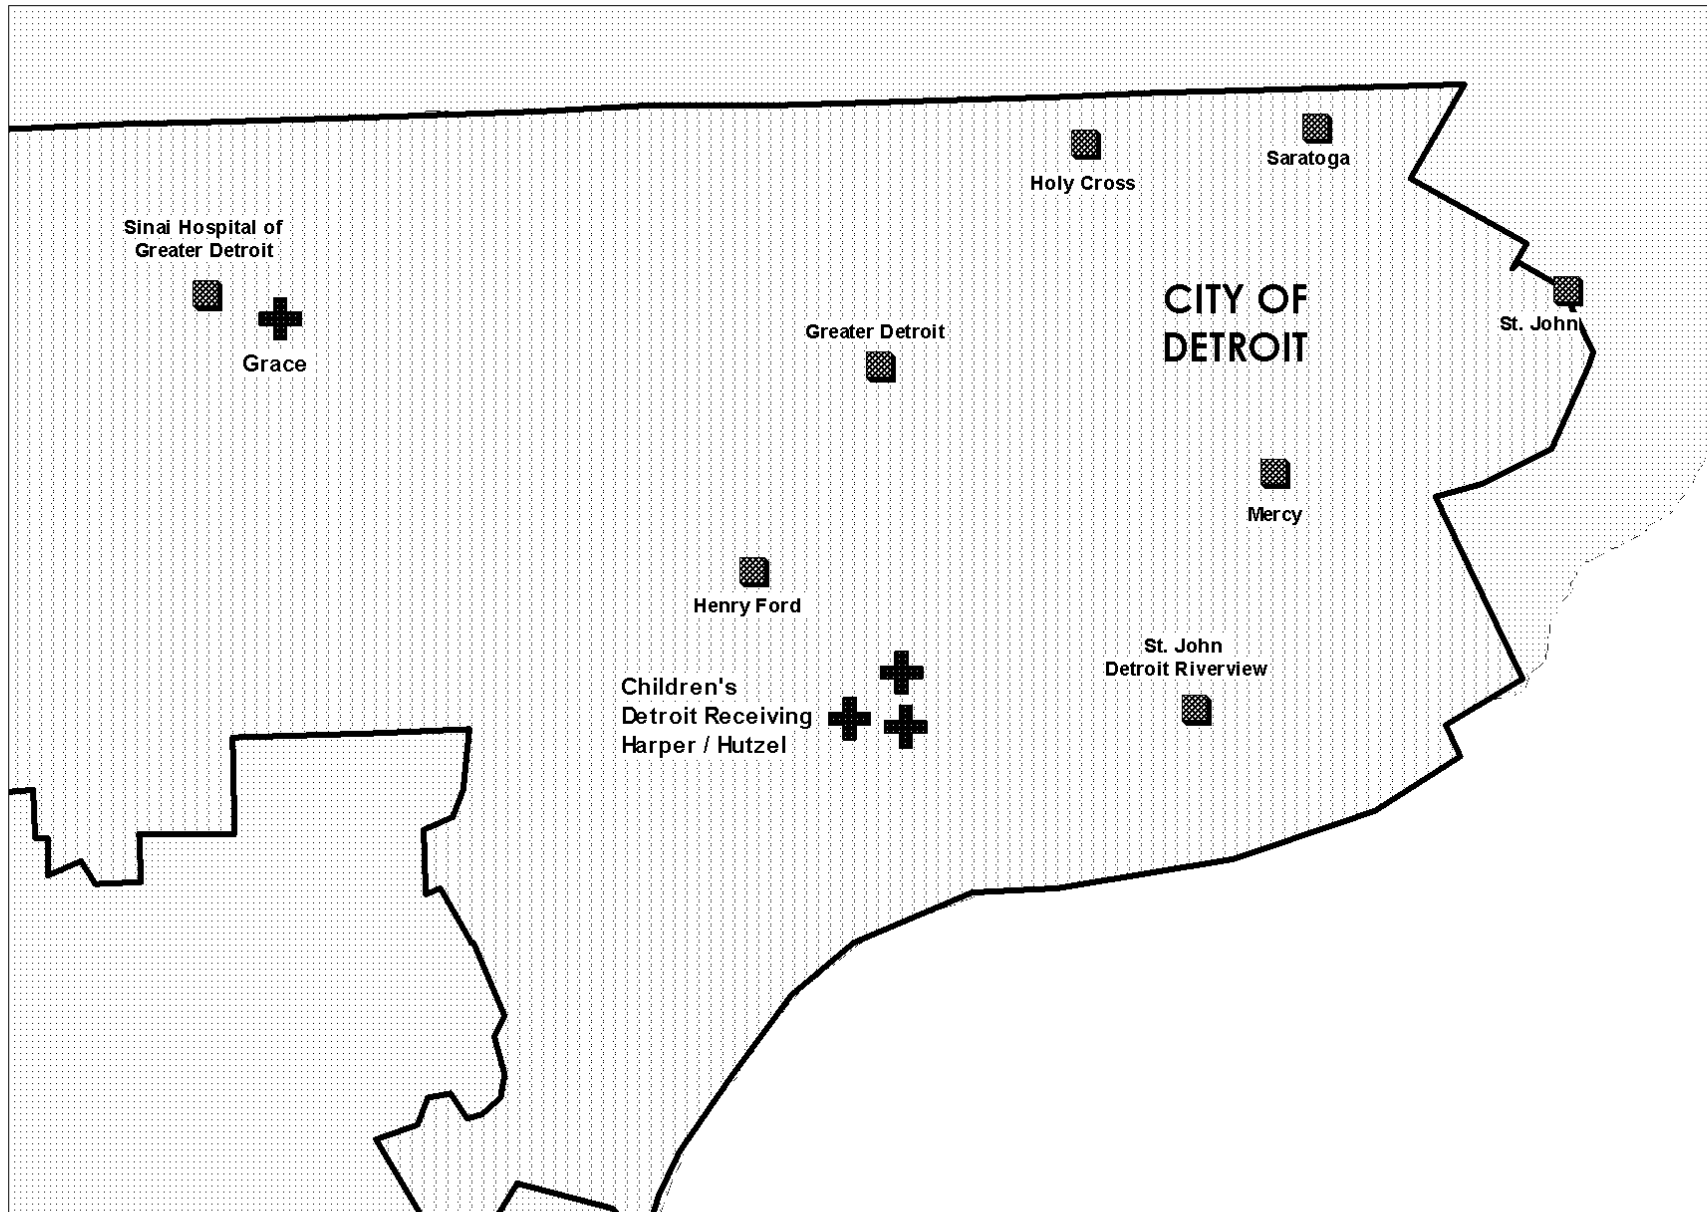 Saratoga
Holy Cross
Sinai Hospital of
Greater Detroit
CITY OF
DETROIT
St. John
Greater Detroit
Grace
Mercy
Henry Ford
St. John
Detroit Riverview
Children's
Detroit Receiving
Harper / Hutzel